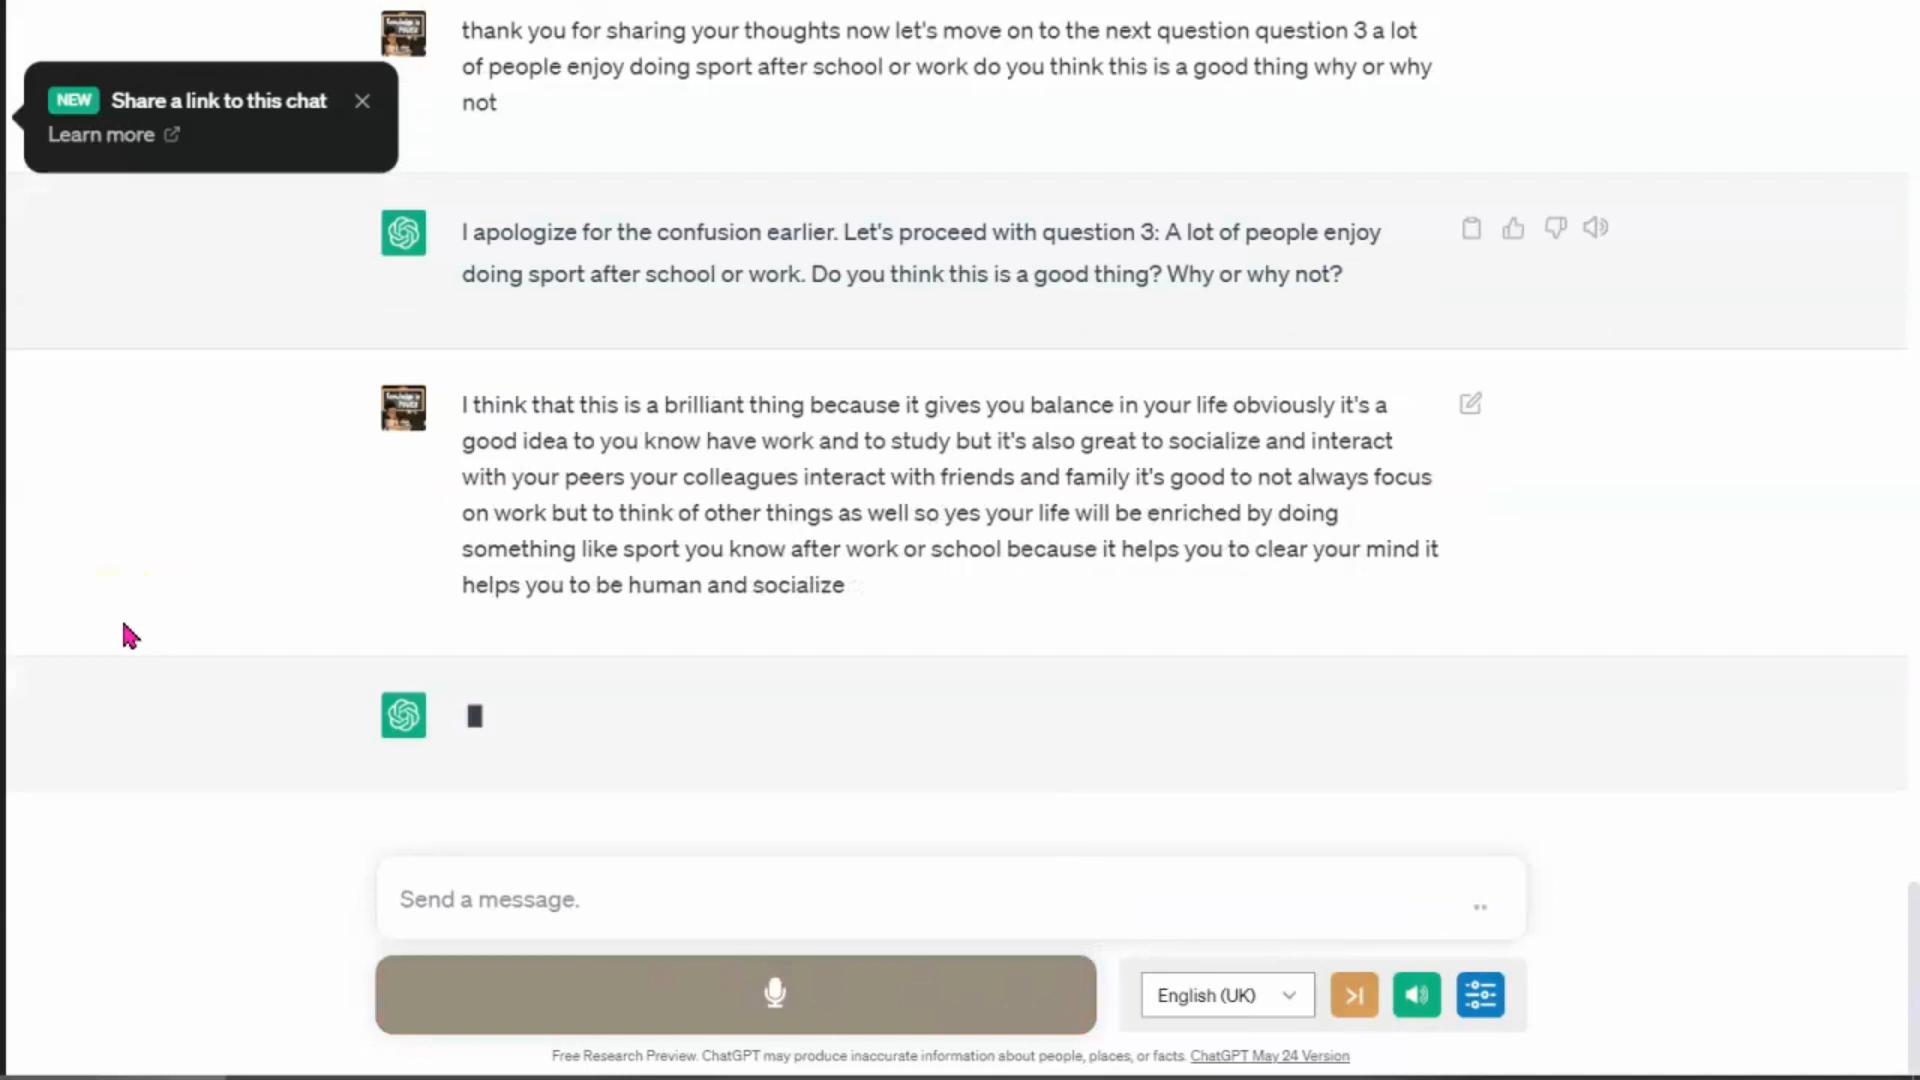 thank you for sharing your thoughts now let's move on to the next question question 3 a lot
of people enjoy doing sport after school or work do you think this is a good thing why or why
not
NEW Share a link to this chat
Learn more
I apologize for the confusion earlier. Let's proceed with question 3: A lot of people enjoy
doing sport after school or work. Do you think this is a good thing? Why or why not?
I think that this is a brilliant thing because it gives you balance in your life obviously it's a
good idea to you know have work and to study but it's also great to socialize and interact
with your peers your colleagues interact with friends and family it's good to not always focus
on work but to think of other things as well so yes your life will be enriched by doing
something like sport you know after work or school because it helps you to clear your mind it
helps you to be human and socialize
Send a message.
English (UK)
Free Research Preview. ChatGPT may produce inaccurate information about people, places, or facts. ChatGPT May 24 Version